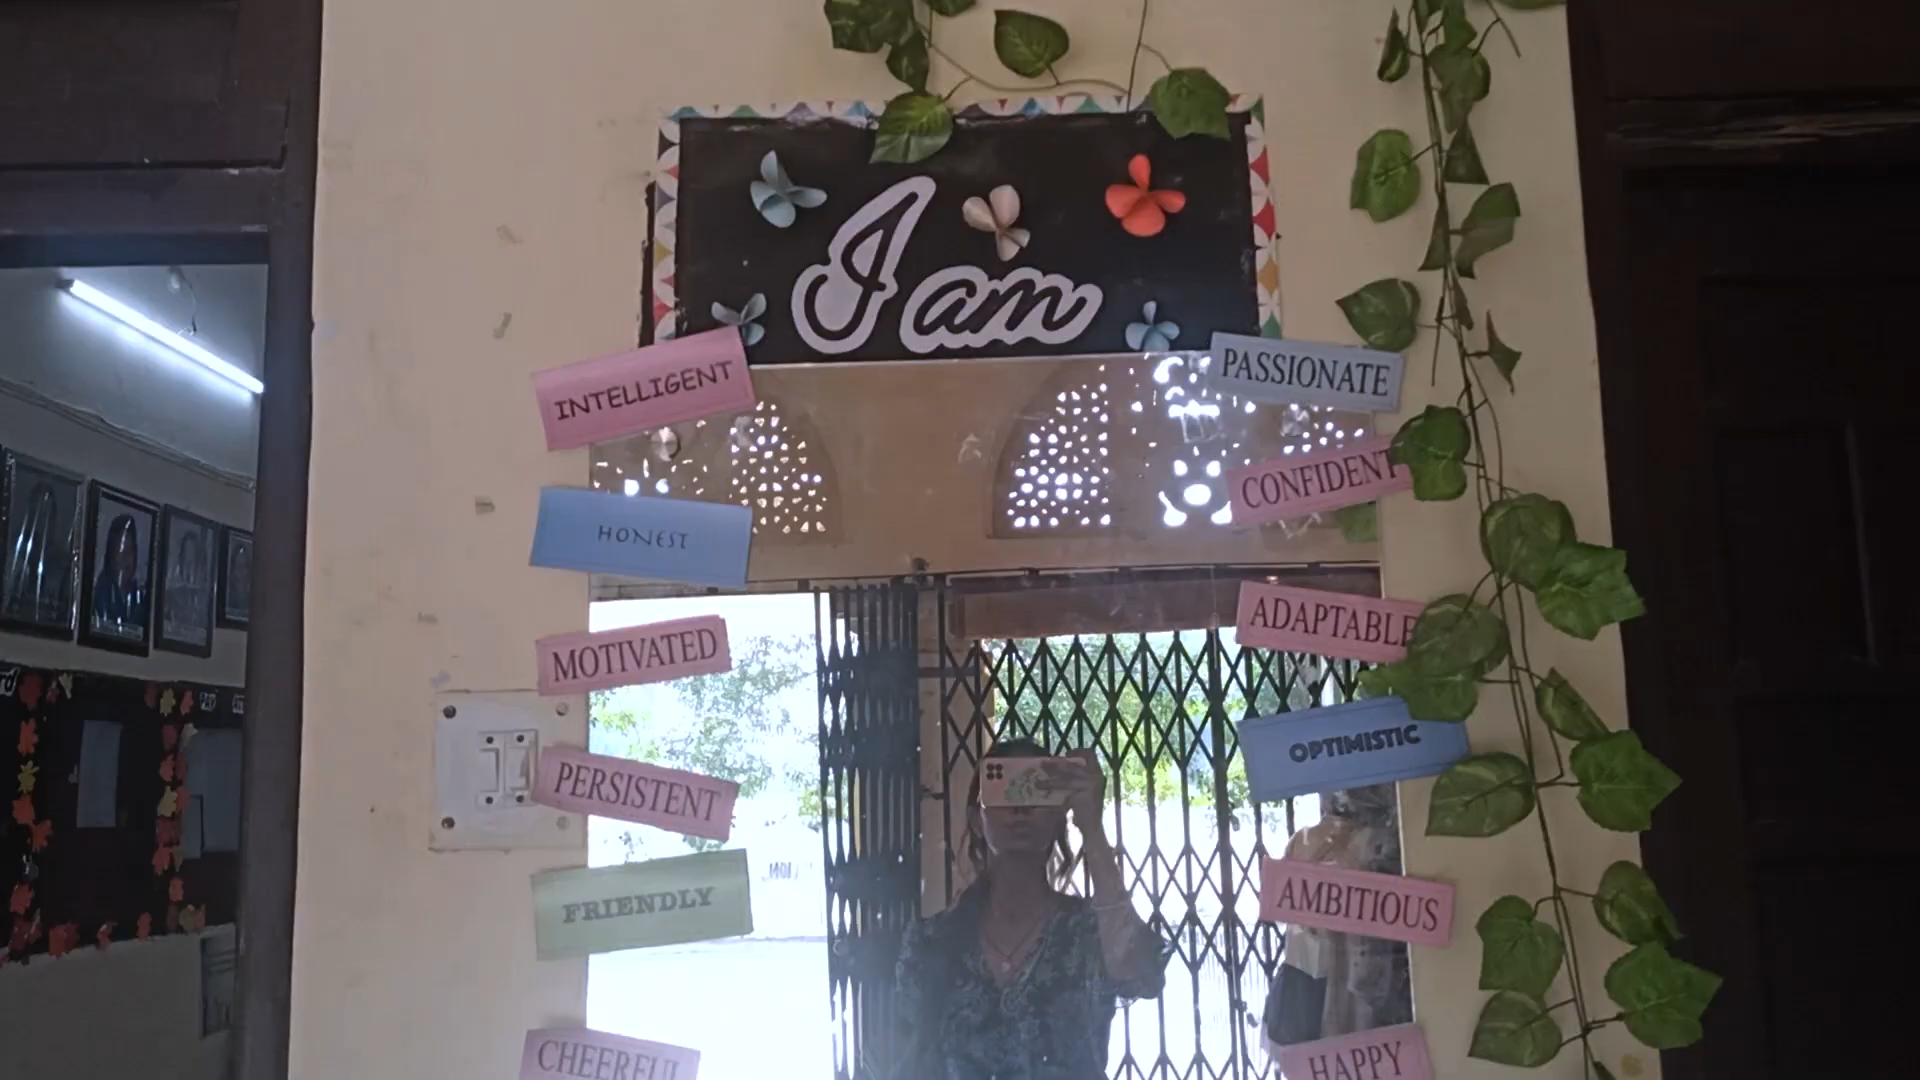 I am
INTELLIGENT
HONEST
MOTIVATED
PERSISTENT
FRIENDLY
CHEERFUL
PASSIONATE
CONFIDENT
ADAPTABLE
OPTIMISTIC
AMBITIOUS
HAPPY